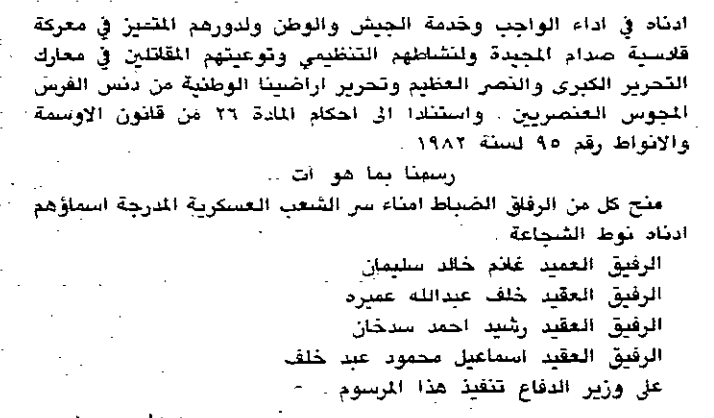 ادناه في اداء الواجب وخدمة الجيش والوطن ولدورهم المتميز في معركة
قادسية صدام المجيدة ولنشاطهم التنظيمي وتوعيتهم المقاتلين في معارك
التحرير الكبرى والنصر العظيم وتحرير اراضينا الوطنية من دنس الفرس
المجوس العنصريين . واستنادا الى احكام المادة ٢٦ من قانون الاوسمة
والانواط رقم ٩٥ لسنة ١٩٨٢ .
رسمنا بما هو آت ..
منح كل من الرفاق الضباط امناء سر الشعب العسكرية المدرجة اسماؤهم
ادناه نوط الشجاعة .
الرفيق العميد غانم خالد سليمان
الرفيق العقيد خلف عبدالله عميره
الرفيق العقيد رشيد احمد سدخان
الرفيق العقيد اسماعيل محمود عبد خلف
على وزير الدفاع تنفيذ هذا المرسوم . -